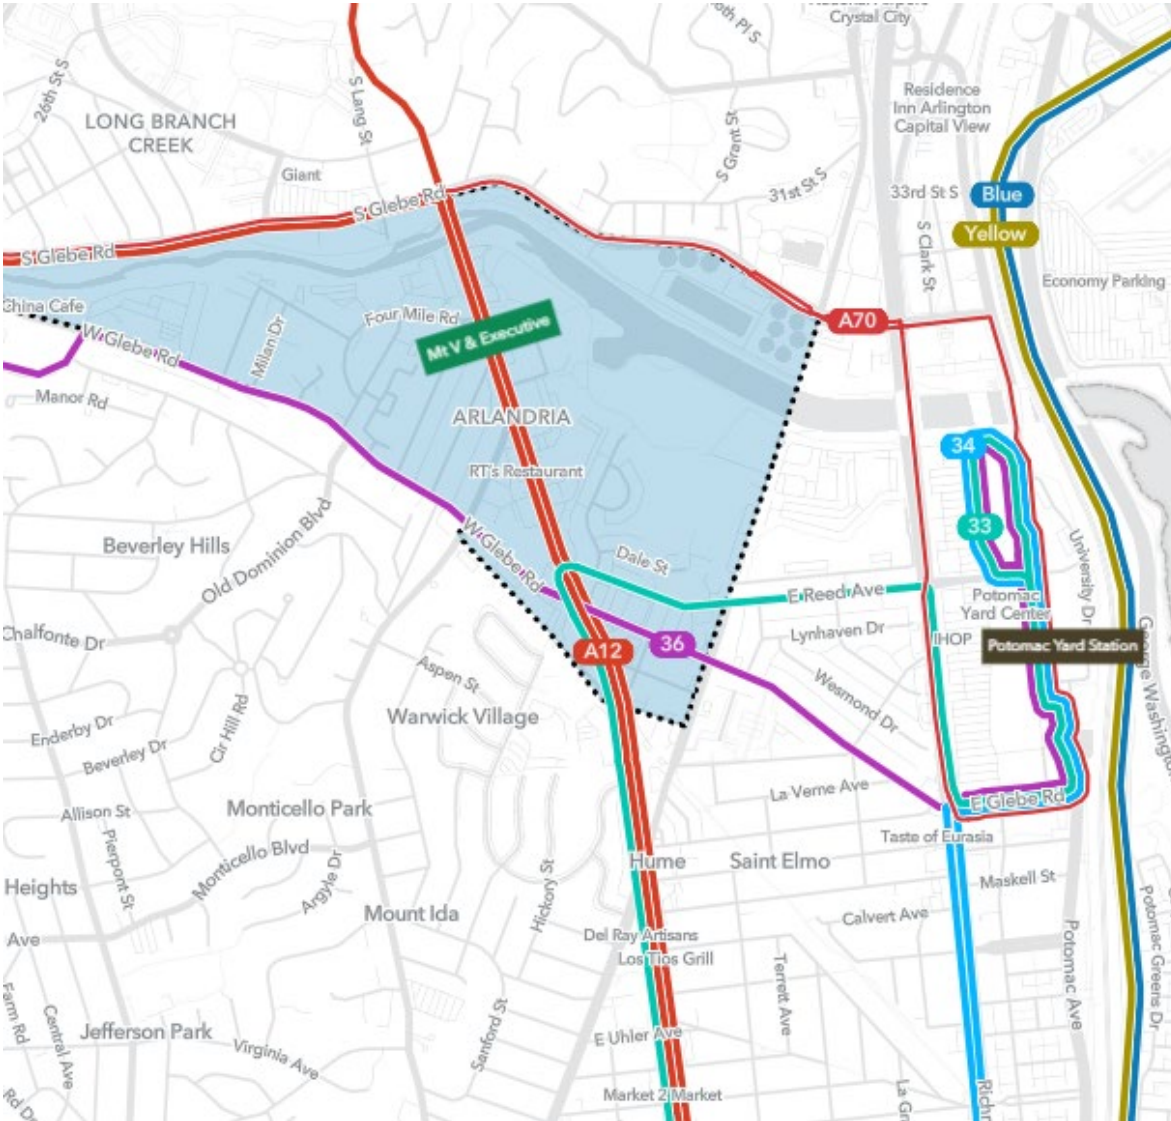 Crystal City
26th St S
S Lang St
S Grant St
Residence
Inn Arlington
Capital View
LONG BRANCH
CREEK
Giant
31st St S
33rd St S
Blue
Yellow
S Glebe Rd
S Glebe Rd
S Clark St
Economy Parking
China Cafe
Four Mile Rd
A70
W Glebe Rd
Milan Dr
Mt V & Executive
Manor Rd
ARLANDRIA
34
RT's Restaurant
33
Beverley Hills
Old Dominion Blvd
W Glebe Rd
Dale St
University Dr
E Reed Ave
Potomac
Yard Center
Chalfonte Dr
Lynhaven Dr
IHOP
Potomac Yard Station
36
A12
George Washington
Aspen St
Wesmond Dr
Warwick Village
Enderby Dr
Cir Hill Rd
Beverley Dr
La Verne Ave
E Glebe Rd
Allison St
Monticello Park
Taste of Eurasia
Pierpont St
Monticello Blvd
Argyle Dr
Hume
Saint Elmo
Heights
Hickory St
Maskell St
Mount Ida
Calvert Ave
Ave
Del Ray Artisans
Los Tios Grill
Terrett Ave
Potomac Ave
Potomac Greens Dr
Farm Rd
Central Ave
Jefferson Park
Virginia Ave
Sanford St
E Uhler Ave
Market 2 Market